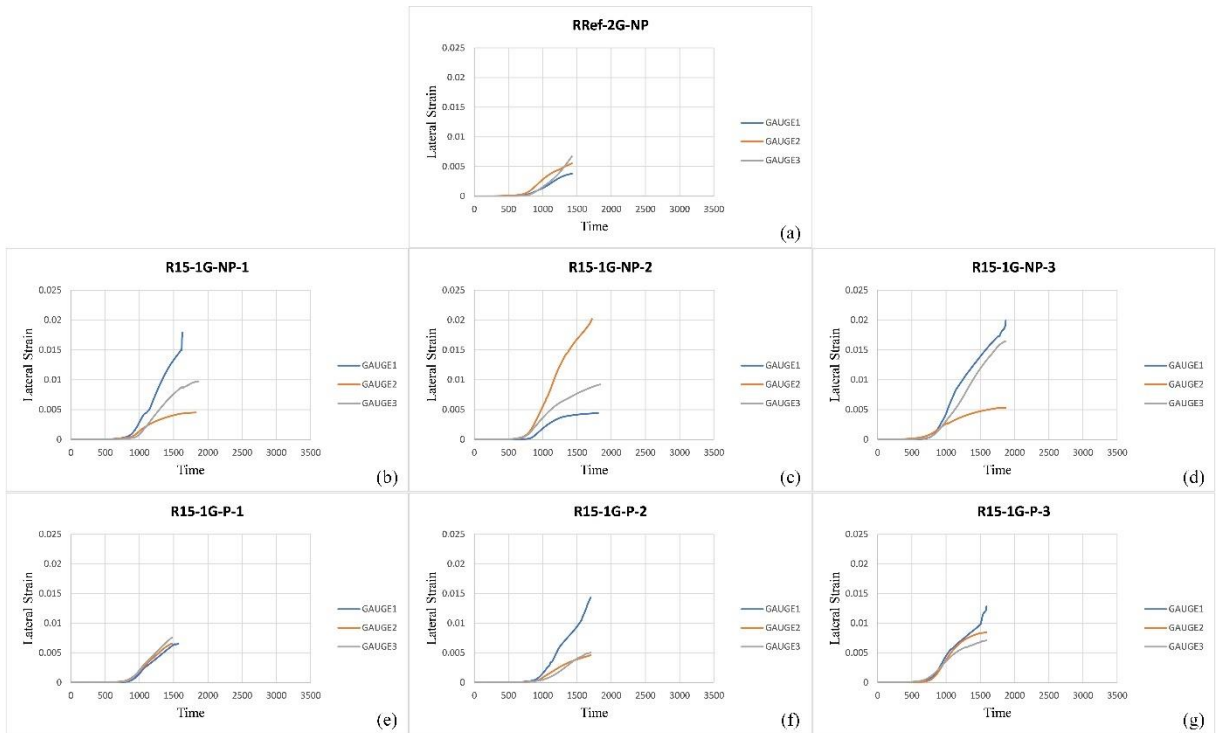 RRef-2G-NP
0.025
0.02
0.015
0.01
0.005
0
Lateral Strain
0 500 1000 1500 2000 2500 3000 3500
Time
GAUGE1
GAUGE2
GAUGE3
(a)
R15-1G-NP-1
0.025
0.02
0.015
0.01
0.005
0
Lateral Strain
0 500 1000 1500 2000 2500 3000 3500
Time
GAUGE1
GAUGE2
GAUGE3
(b)
R15-1G-NP-2
0.025
0.02
0.015
0.01
0.005
0
Lateral Strain
0 500 1000 1500 2000 2500 3000 3500
Time
GAUGE1
GAUGE2
GAUGE3
(c)
R15-1G-NP-3
0.025
0.02
0.015
0.01
0.005
0
Lateral Strain
0 500 1000 1500 2000 2500 3000 3500
Time
GAUGE1
GAUGE2
GAUGE3
(d)
R15-1G-P-1
0.025
0.02
0.015
0.01
0.005
0
Lateral Strain
0 500 1000 1500 2000 2500 3000 3500
Time
GAUGE1
GAUGE2
GAUGE3
(e)
R15-1G-P-2
0.025
0.02
0.015
0.01
0.005
0
Lateral Strain
0 500 1000 1500 2000 2500 3000 3500
Time
GAUGE1
GAUGE2
GAUGE3
(f)
R15-1G-P-3
0.025
0.02
0.015
0.01
0.005
0
Lateral Strain
0 500 1000 1500 2000 2500 3000 3500
Time
GAUGE1
GAUGE2
GAUGE3
(g)